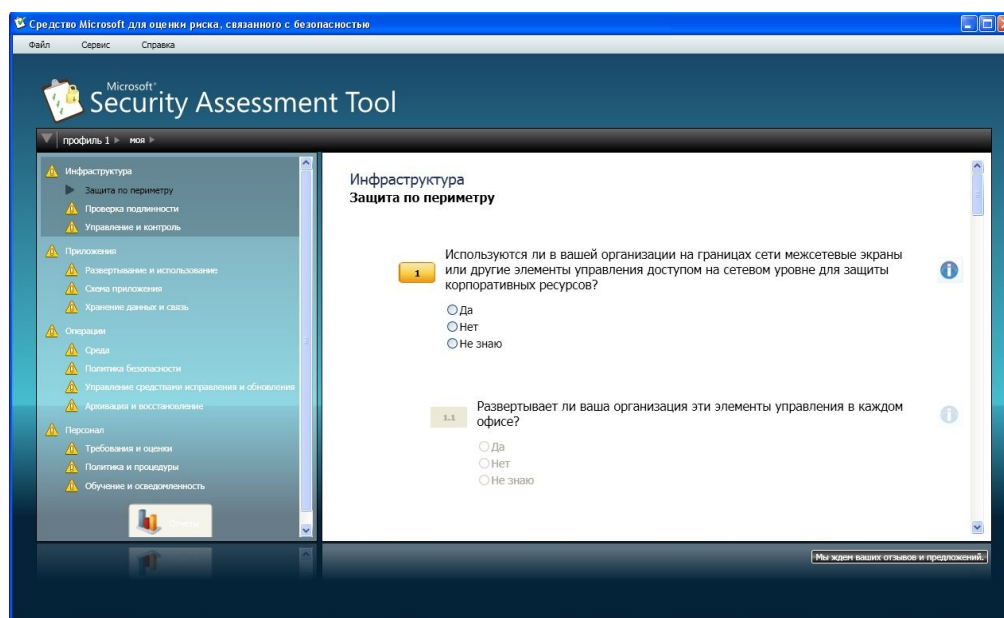 Средство Microsoft для оценки риска, связанного с безопасностью
Файл Сервис Справка
Microsoft®
Security Assessment Tool
профиль 1 моя
Инфраструктура
Защита по периметру
Проверка подлинности
Управление и контроль
Приложения
Развертывание и использование
Схема приложения
Хранение данных и связь
Операции
Среда
Политика безопасности
Управление средствами исправления и обновления
Архивация и восстановление
Персонал
Требования и оценки
Политика и процедуры
Обучение и осведомленность
Инфраструктура
Защита по периметру
1
Используются ли в вашей организации на границах сети межсетевые экраны
или другие элементы управления доступом на сетевом уровне для защиты
корпоративных ресурсов?
Да
Нет
Не знаю
1.1
Развертывает ли ваша организация эти элементы управления в каждом
офисе?
Да
Нет
Не знаю
Мы ждем ваших отзывов и предложений.